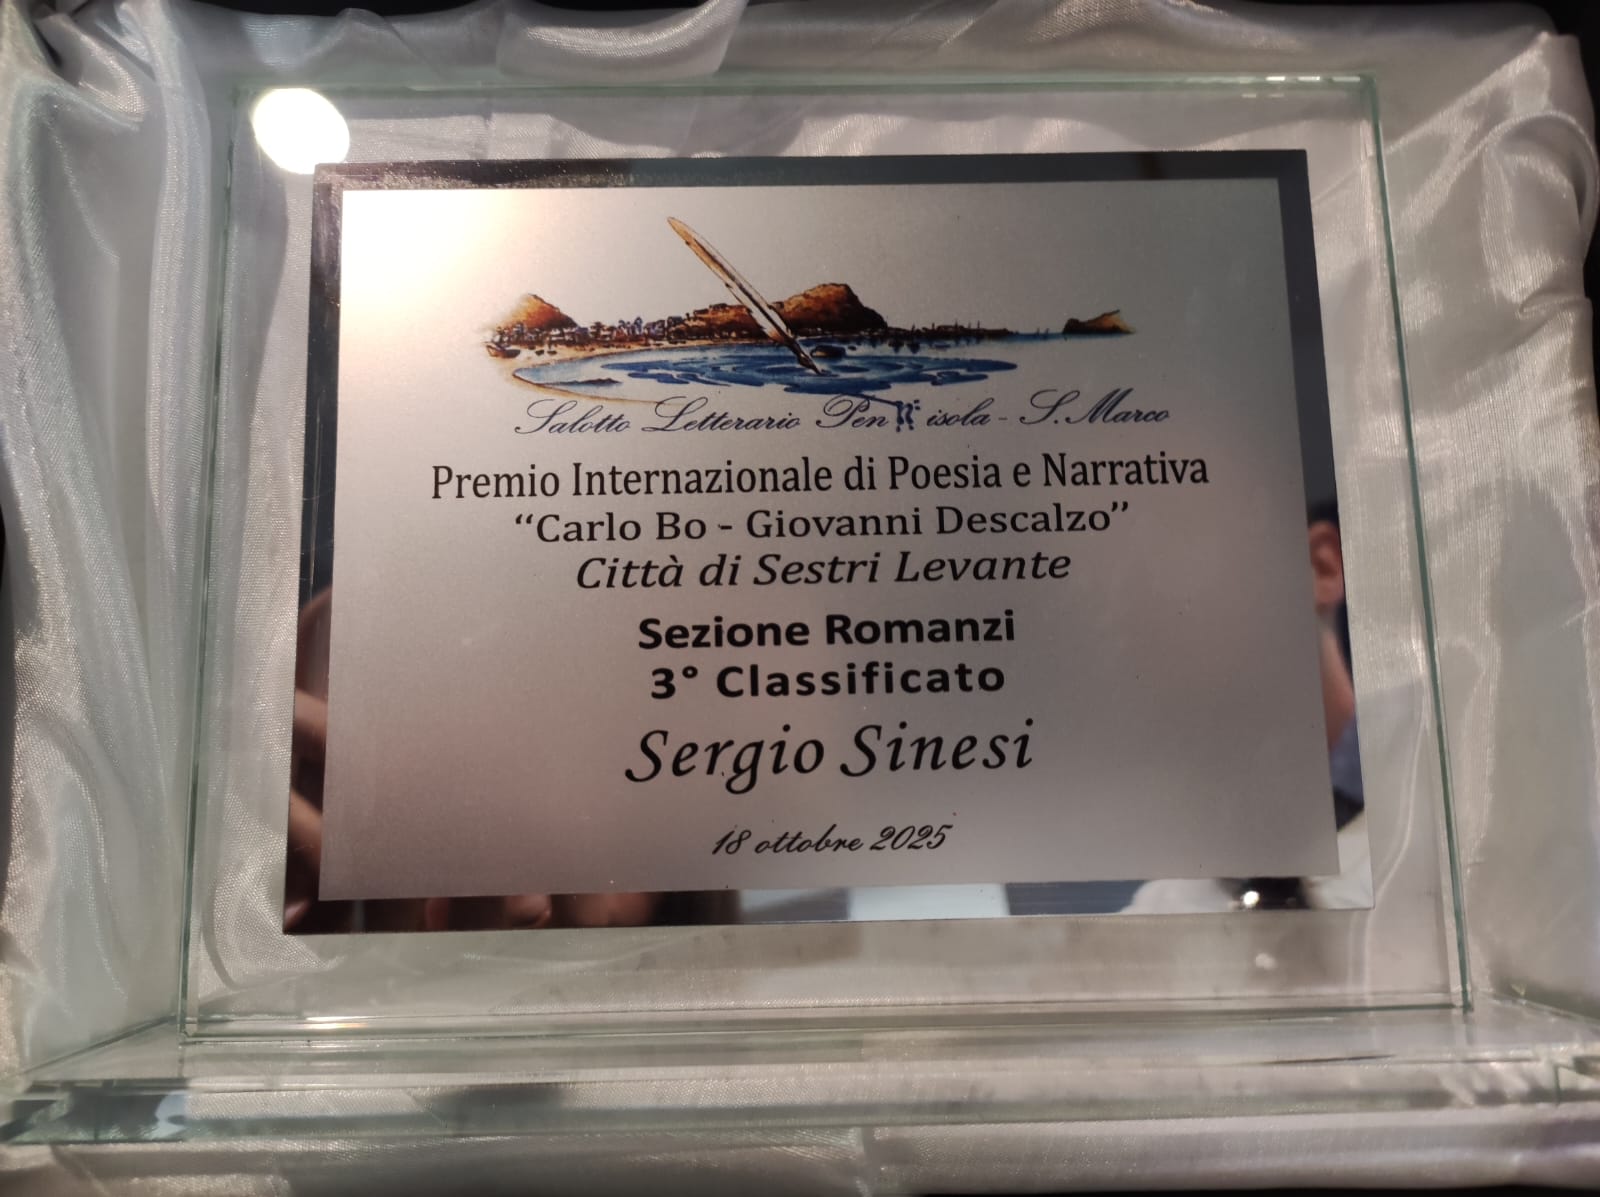 Salotto Letterario Pen isola - S. Marco
Premio Internazionale di Poesia e Narrativa
“Carlo Bo - Giovanni Descalzo”
Città di Sestri Levante
Sezione Romanzi
3° Classificato
Sergio Sinesi
18 ottobre 2025